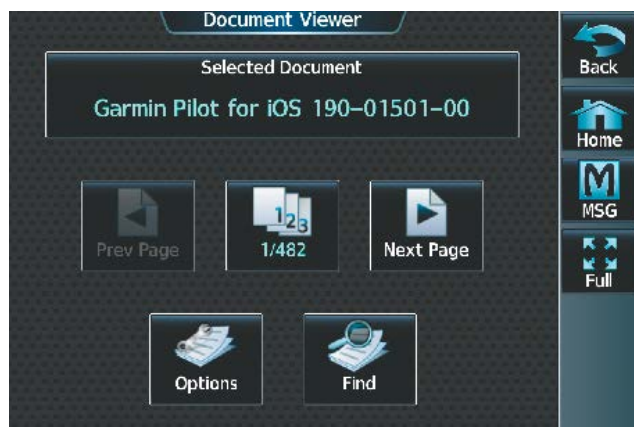 Document Viewer
Selected Document
Garmin Pilot for iOS 190-01501-00
Prev Page
123
1/482
Next Page
Options
Find
Back
Home
M
MSG
Full